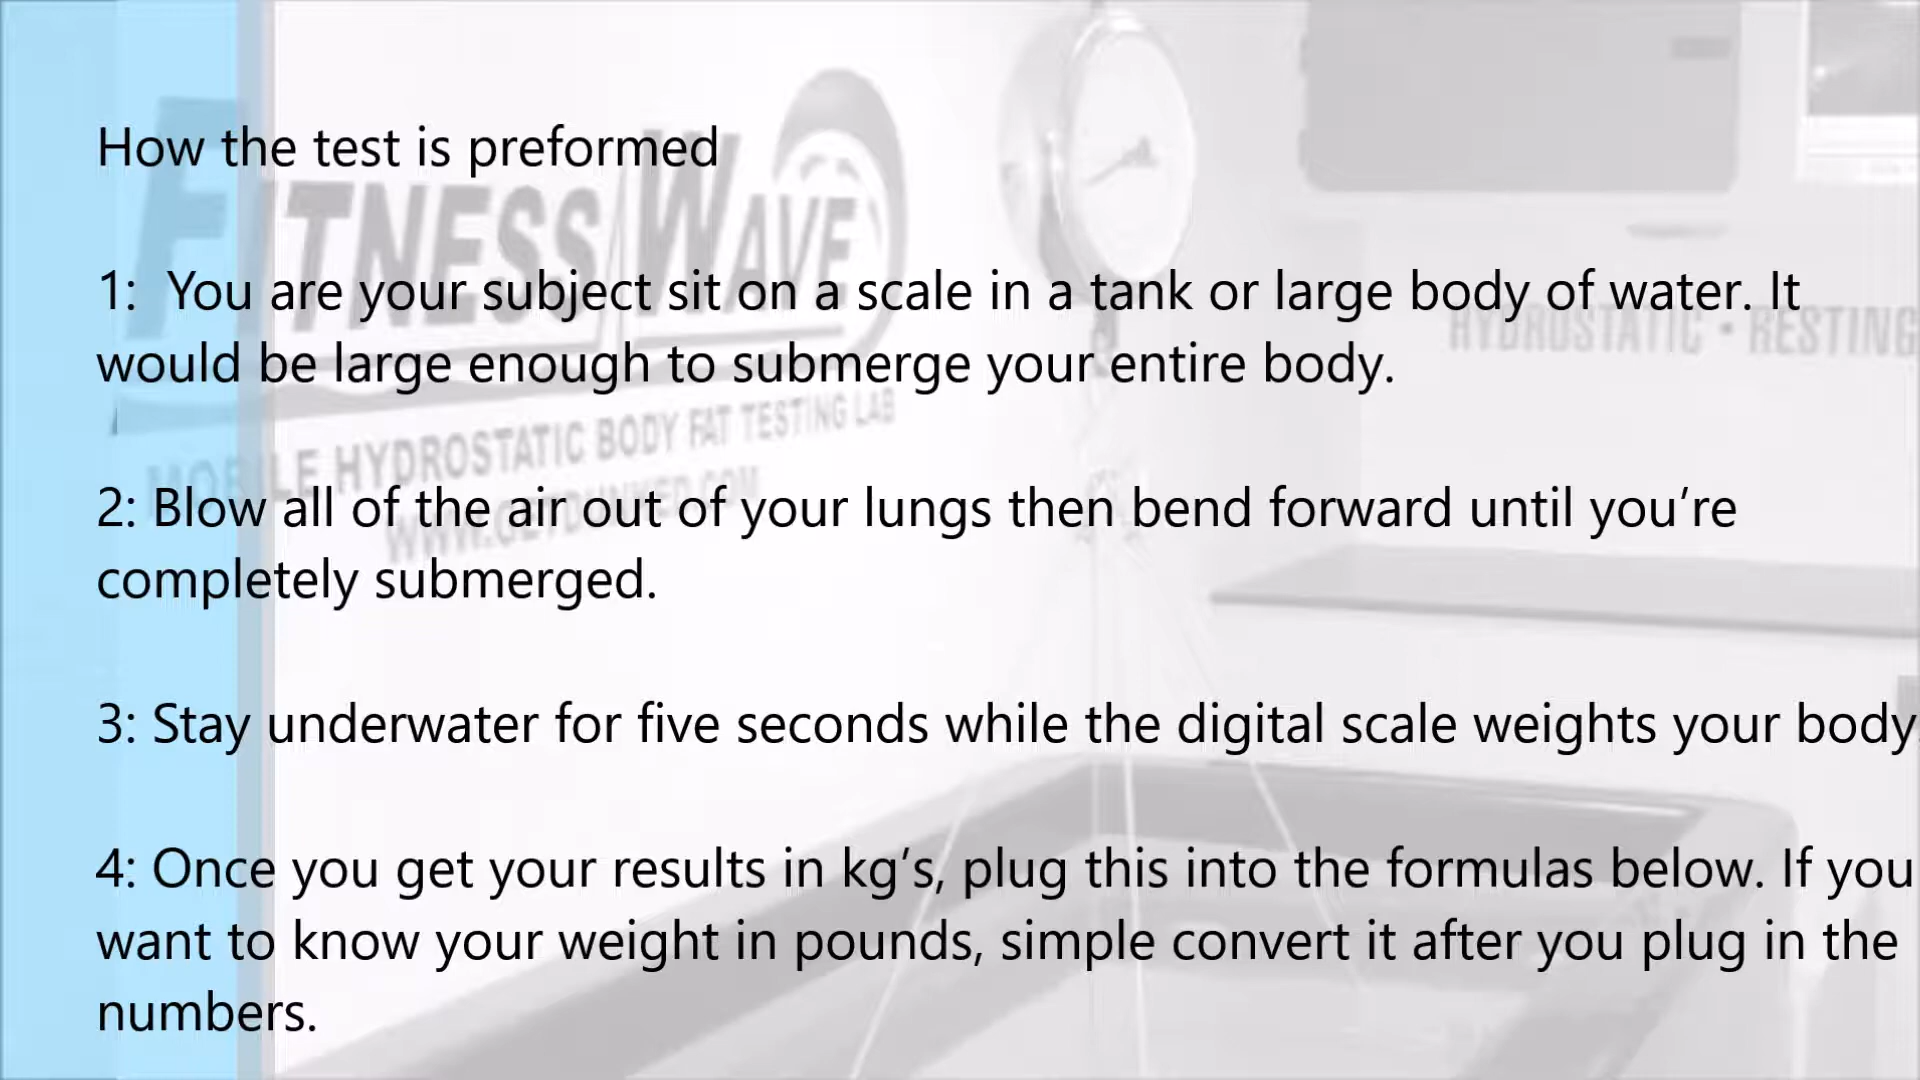 How the test is preformed
1: You are your subject sit on a scale in a tank or large body of water. It
would be large enough to submerge your entire body.
2: Blow all of the air out of your lungs then bend forward until you’re
completely submerged.
3: Stay underwater for five seconds while the digital scale weights your body.
4: Once you get your results in kg’s, plug this into the formulas below. If you
want to know your weight in pounds, simple convert it after you plug in the
numbers.
FITNESS WAVE
MOBILE HYDROSTATIC BODY FAT TESTING LAB
WWW.GETDUNKED.COM
HYDROSTATIC • RESTING